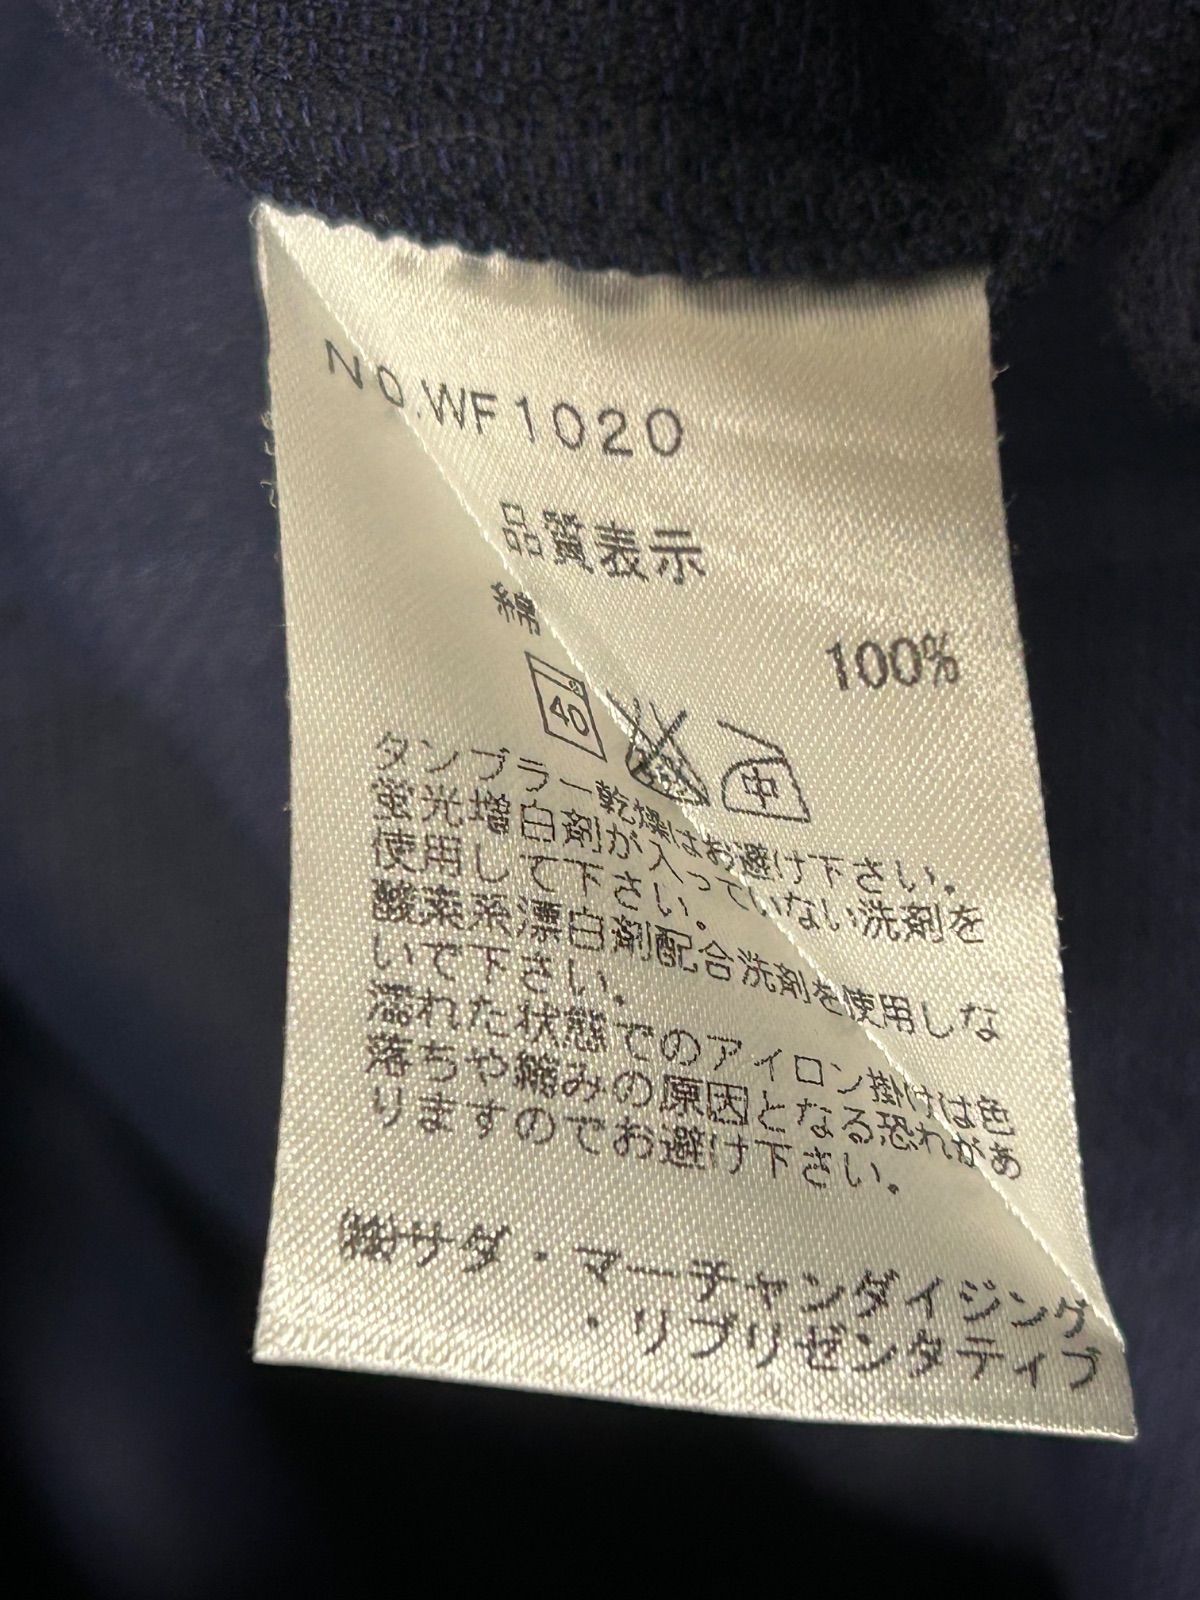 NO.WF1020
品質表示
綿 100%
40 中
タンブラー乾燥はお避け下さい。
蛍光増白剤が入っていない洗剤を
使用して下さい。
酸素系漂白剤配合洗剤を使用しな
いで下さい。
濡れた状態でのアイロン掛けは色
落ちや縮みの原因となる恐れがあ
りますのでお避け下さい。
㈱サダ・マーチャンダイジング
・リプリゼンタティブ